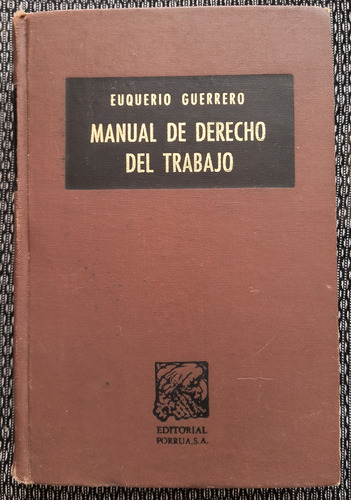 EUQUERIO GUERRERO
MANUAL DE DERECHO
DEL TRABAJO
EDITORIAL
PORRUA, S.A.